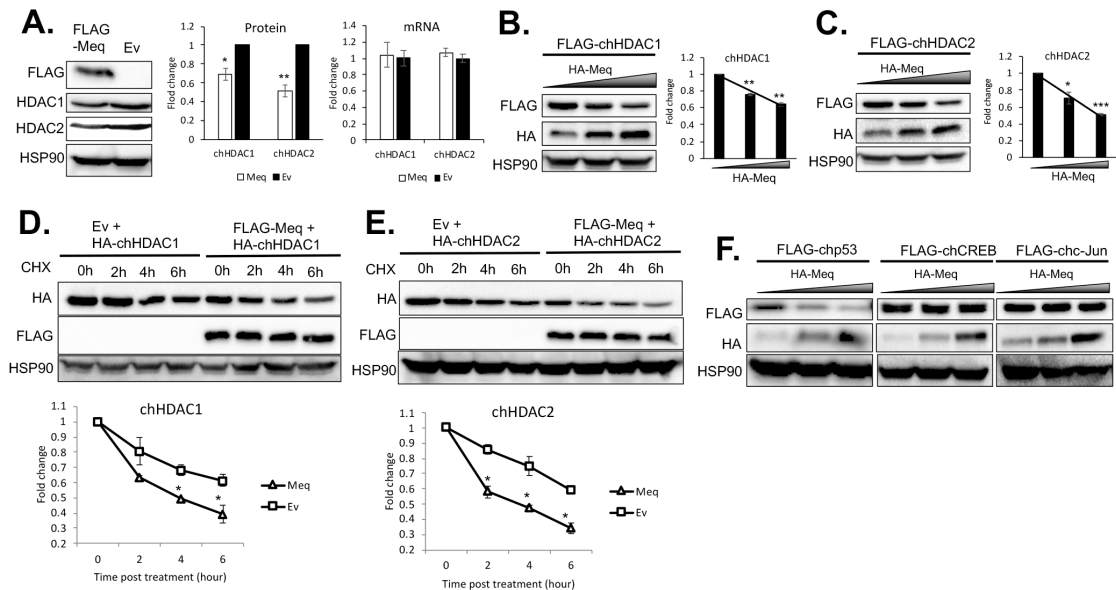 A.
FLAG
-Meq
Ev
FLAG
HDAC1
HDAC2
HSP90
Protein
Flod change
1.2
1
0.8
0.6
0.4
0.2
0
*
**
chHDAC1
chHDAC2
Meq
Ev
mRNA
Flod change
1.4
1.2
1
0.8
0.6
0.4
0.2
0
chHDAC1
chHDAC2
Meq
Ev
B.
FLAG-chHDAC1
HA-Meq
FLAG
HA
HSP90
chHDAC1
Fold change
1.2
1
0.8
0.6
0.4
0.2
0
**
**
HA-Meq
C.
FLAG-chHDAC2
HA-Meq
FLAG
HA
HSP90
chHDAC2
Fold change
1.2
1
0.8
0.6
0.4
0.2
0
*
***
HA-Meq
D.
Ev +
HA-chHDAC1
FLAG-Meq +
HA-chHDAC1
CHX
0h 2h 4h 6h 0h 2h 4h 6h
HA
FLAG
HSP90
chHDAC1
Fold change
1.1
1
0.9
0.8
0.7
0.6
0.5
0.4
0.3
0.2
*
*
Meq
Ev
0 2 4 6
Time post treatment (hour)
E.
Ev +
HA-chHDAC2
FLAG-Meq +
HA-chHDAC2
CHX
0h 2h 4h 6h 0h 2h 4h 6h
HA
FLAG
HSP90
chHDAC2
Fold change
1.1
1
0.9
0.8
0.7
0.6
0.5
0.4
0.3
0.2
*
*
*
Meq
Ev
0 2 4 6
Time post treatment (hour)
F.
FLAG-chp53
FLAG-chCREB
FLAG-chc-Jun
HA-Meq
HA-Meq
HA-Meq
FLAG
HA
HSP90